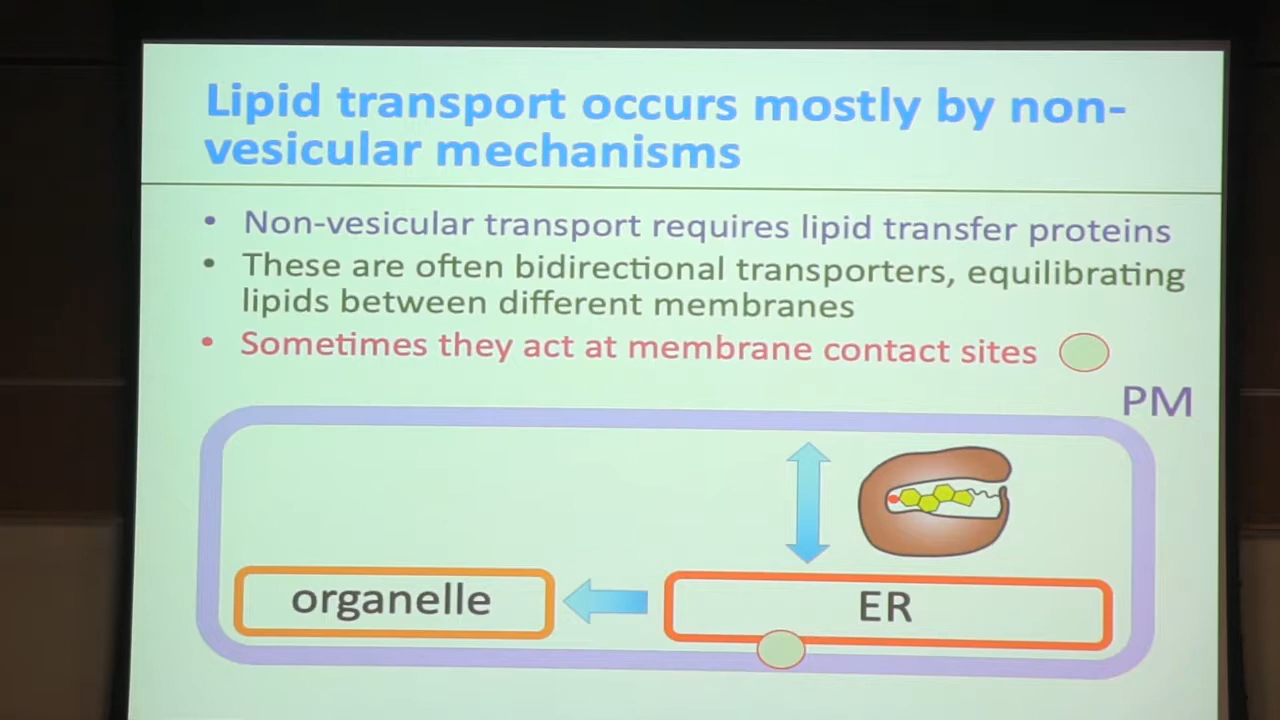 Lipid transport occurs mostly by non-
vesicular mechanisms
• Non-vesicular transport requires lipid transfer proteins
• These are often bidirectional transporters, equilibrating
lipids between different membranes
• Sometimes they act at membrane contact sites
PM
organelle
ER